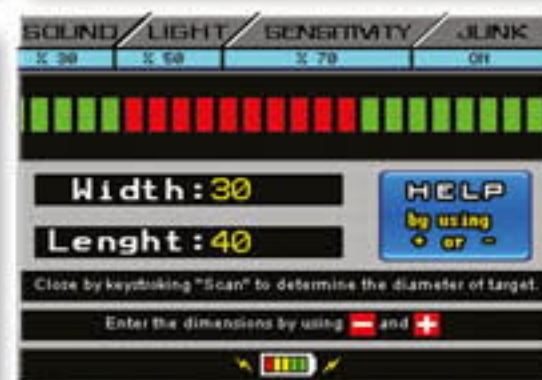 SOUND LIGHT SENSITIVITY JUNK
% 30 % 50 % 70 ON
Width:30
HELP
by using
+ or -
Lenght:40
Close by keystroking "Scan" to determine the diameter of target.
Enter the dimensions by using - and +